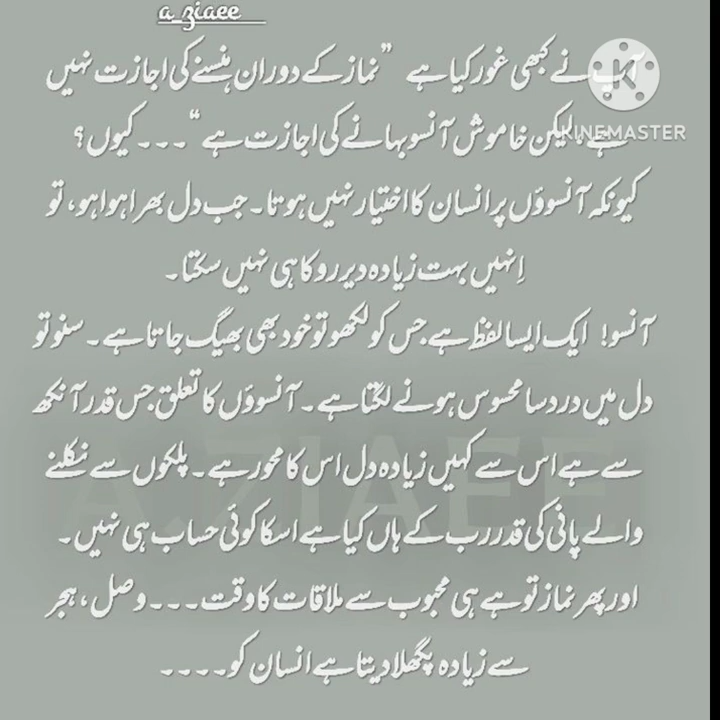 a_ziaee
آپ نے کبھی غور کیا ہے ”نماز کے دوران ہنسنے کی اجازت نہیں
ہے، لیکن خاموش آنسو بہانے کی اجازت ہے“۔۔۔کیوں؟
کیونکہ آنسوؤں پر انسان کا اختیار نہیں ہوتا۔ جب دل بھرا ہوا ہو، تو
اِنہیں بہت زیادہ دیر روکا ہی نہیں سکتا۔
آنسو! ایک ایسا لفظ ہے جس کو لکھو تو خود بھی بھیگ جاتا ہے۔ سنو تو
دل میں درد سا محسوس ہونے لگتا ہے۔ آنسوؤں کا تعلق جس قدر آنکھ
سے ہے اس سے کہیں زیادہ دل اس کا محور ہے۔ پلکوں سے نکلنے
والے پانی کی قدر رب کے ہاں کیا ہے اسکا کوئی حساب ہی نہیں۔
اور پھر نماز تو ہے ہی محبوب سے ملاقات کا وقت۔۔۔وصل، ہجر
سے زیادہ پگھلا دیتا ہے انسان کو۔۔۔۔
K
KINEMASTER
A.ZIAEE